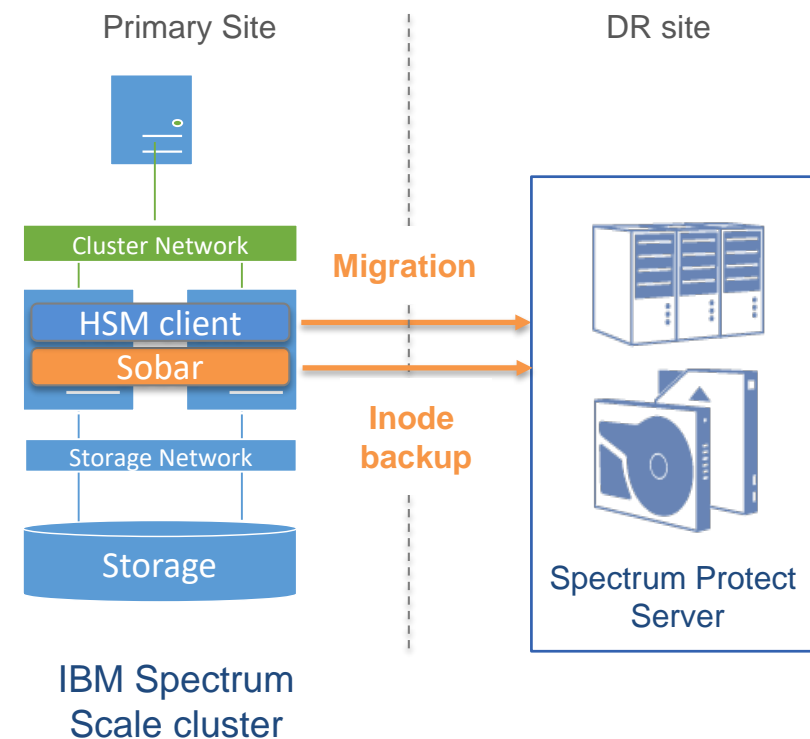 Primary Site
DR site
Cluster Network
Migration
HSM client
Sobar
Inode
backup
Storage Network
Storage
Spectrum Protect
Server
IBM Spectrum
Scale cluster